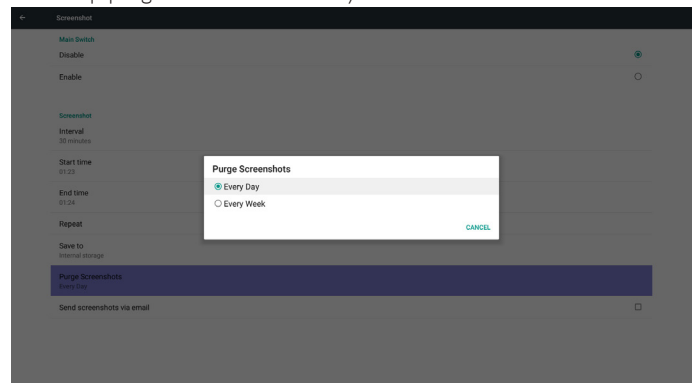 Screenshot
Main Switch
Disable
Enable
Screenshot
Interval
30 minutes
Start time
01:23
End time
01:24
Repeat
Save to
Internal storage
Purge Screenshots
Every Day
Send screenshots via email
Purge Screenshots
Every Day
Every Week
CANCEL